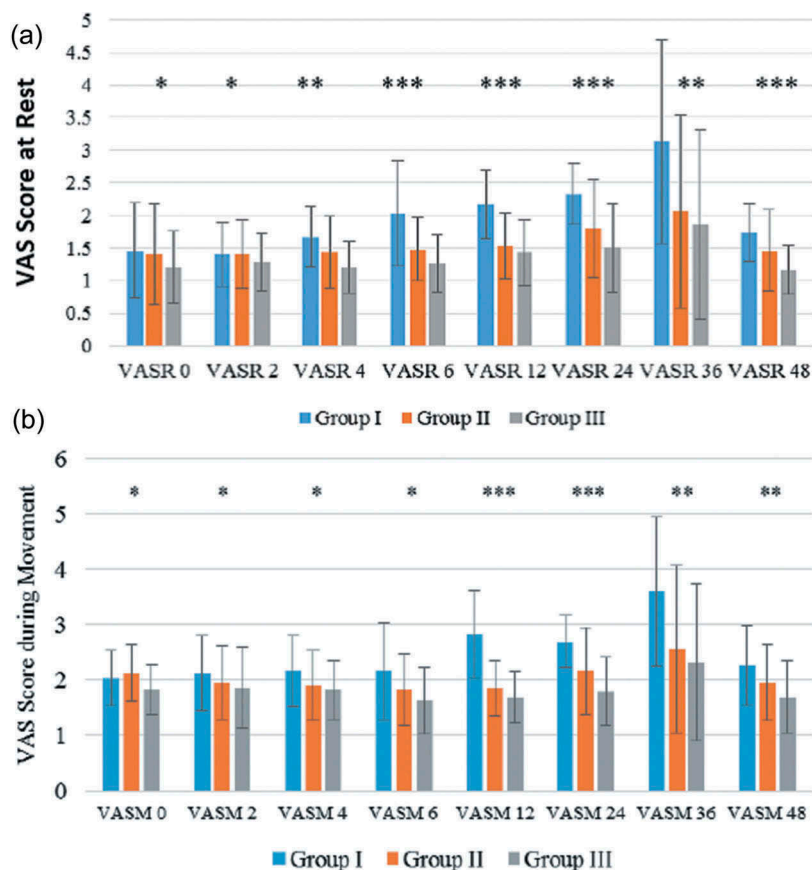 (a)
VAS Score at Rest
5
4.5
4
3.5
3
2.5
2
1.5
1
0.5
0
* * ** *** *** *** ** ***
VASR 0 VASR 2 VASR 4 VASR 6 VASR 12 VASR 24 VASR 36 VASR 48
Group I Group II Group III
(b)
VAS Score during Movement
6
5
4
3
2
1
0
* * * * *** *** ** **
VASM 0 VASM 2 VASM 4 VASM 6 VASM 12 VASM 24 VASM 36 VASM 48
Group I Group II Group III